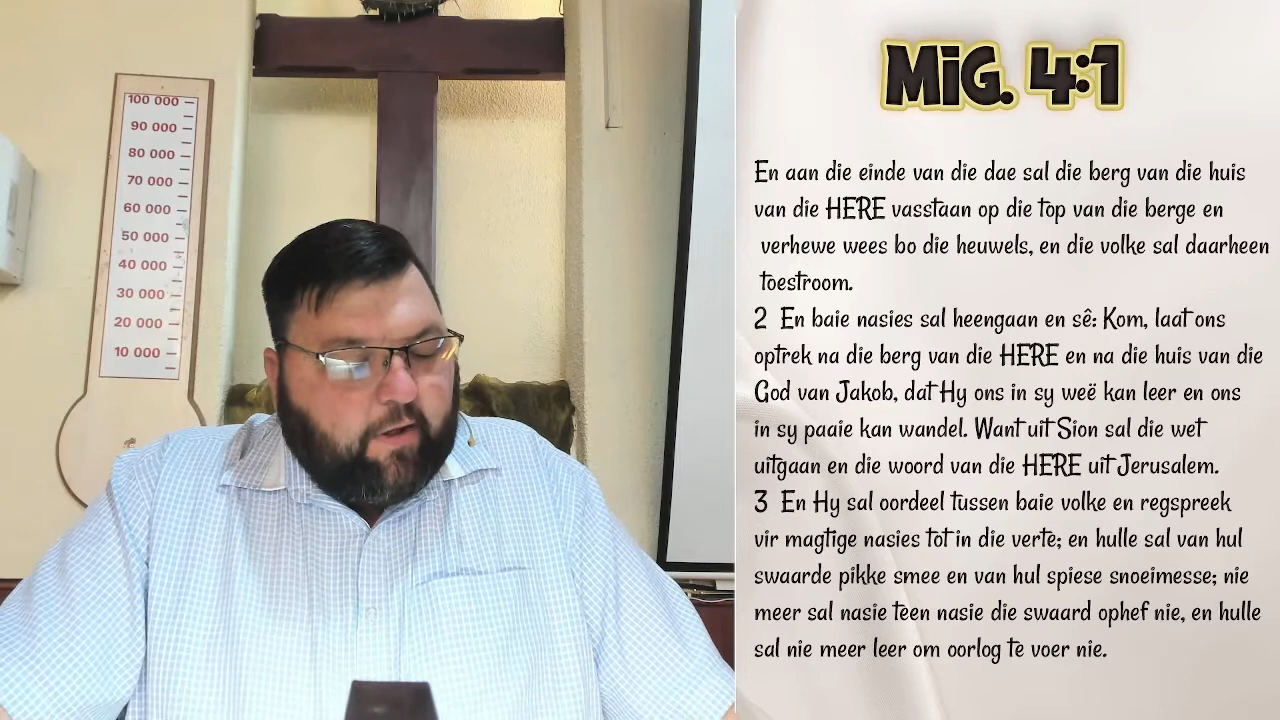 100 000
90 000
80 000
70 000
60 000
50 000
40 000
30 000
20 000
10 000
MiG. 4:1
En aan die einde van die dae sal die berg van die huis
van die HERE vasstaan op die top van die berge en
verhewe wees bo die heuwels, en die volke sal daarheen
toestroom.
2 En baie nasies sal heengaan en sê: Kom, laat ons
optrek na die berg van die HERE en na die huis van die
God van Jakob, dat Hy ons in sy weë kan leer en ons
in sy paaie kan wandel. Want uit Sion sal die wet
uitgaan en die woord van die HERE uit Jerusalem.
3 En Hy sal oordeel tussen baie volke en regspreek
vir magtige nasies tot in die verte; en hulle sal van hul
swaarde pikke smee en van hul spiese snoeimesse; nie
meer sal nasie teen nasie die swaard ophef nie, en hulle
sal nie meer leer om oorlog te voer nie.